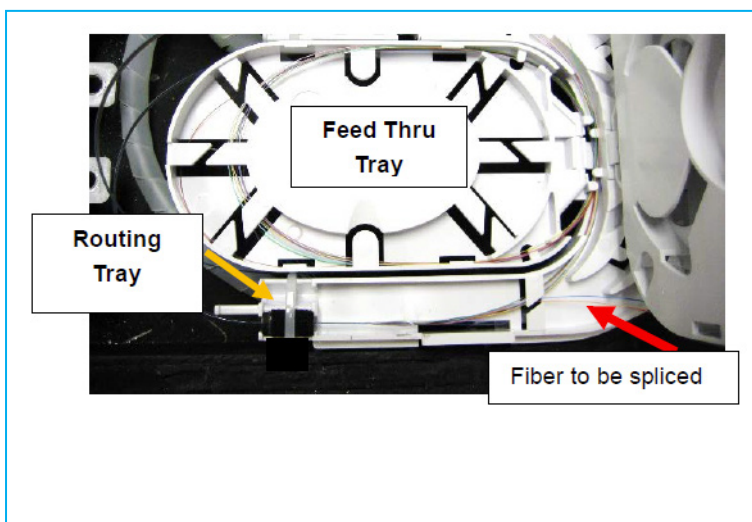 Feed Thru
Tray
Routing
Tray
Fiber to be spliced